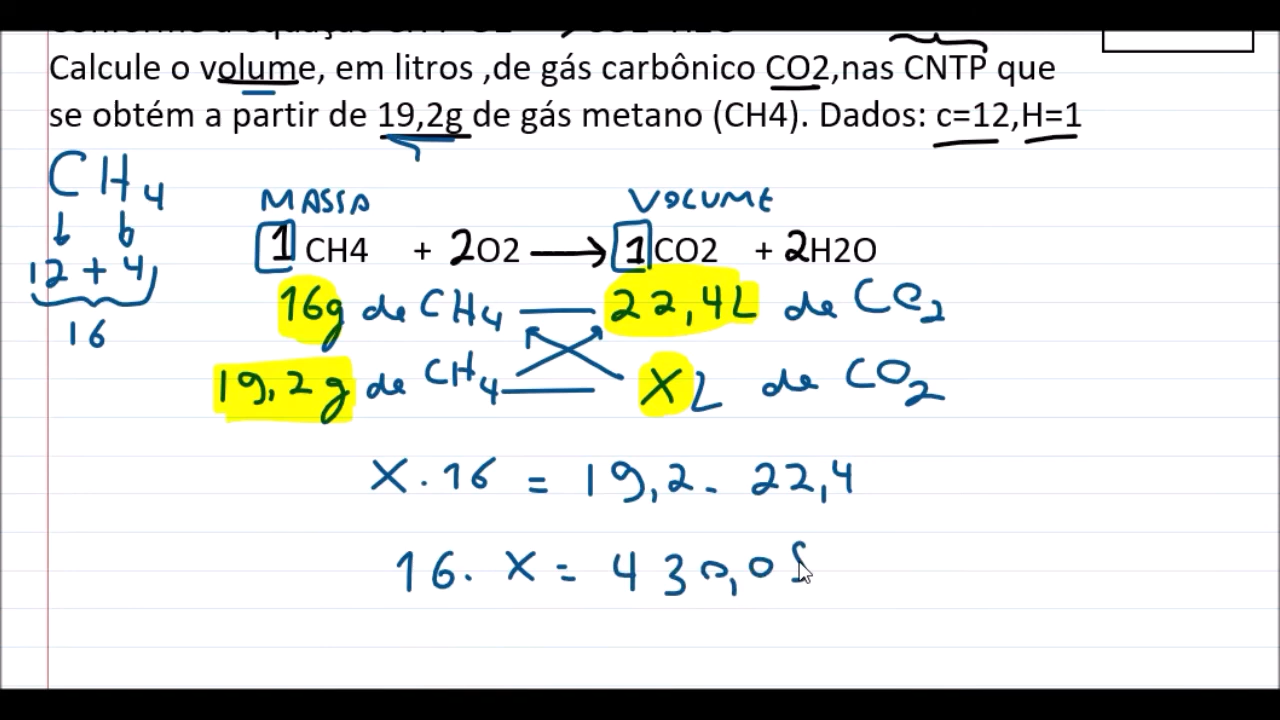 Calcule o volume, em litros ,de gás carbônico CO2,nas CNTP que
se obtém a partir de 19,2g de gás metano (CH4). Dados: c=12,H=1
CH4
12 + 4
16
MASSA VOLUME
1 CH4 + 2O2 → 1 CO2 + 2H2O
16g de CH4 22,4L de CO2
19,2g de CH4 X L de CO2
X . 16 = 19,2 . 22,4
16 . X = 430,0